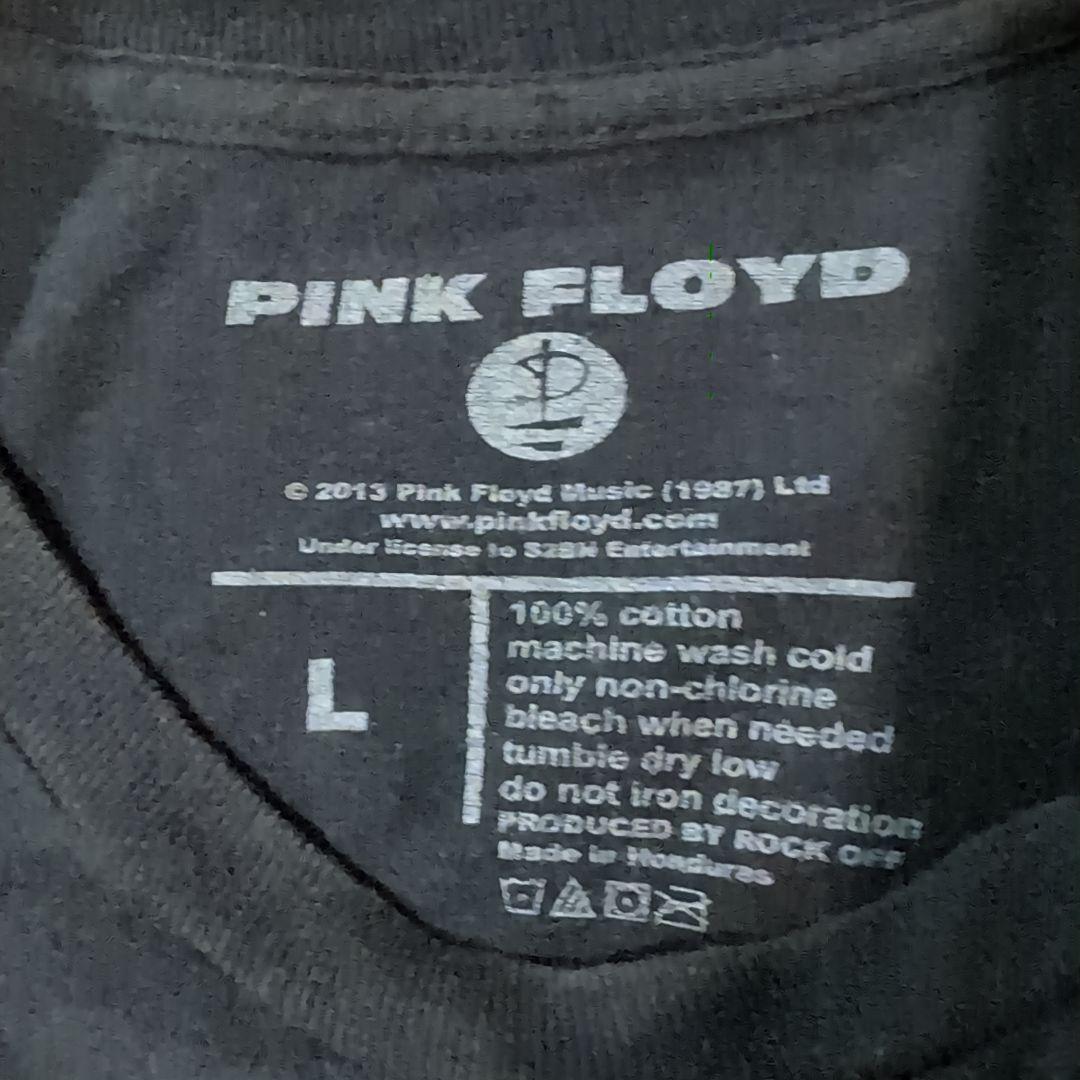 PINK FLOYD
© 2013 Pink Floyd Music (1987) Ltd
www.pinkfloyd.com
Under license to Entertainment
100% cotton
machine wash cold
only non-chlorine
bleach when needed
tumble dry low
do not iron decoration
PRODUCED BY ROCK OFF
Made in Honduras
L